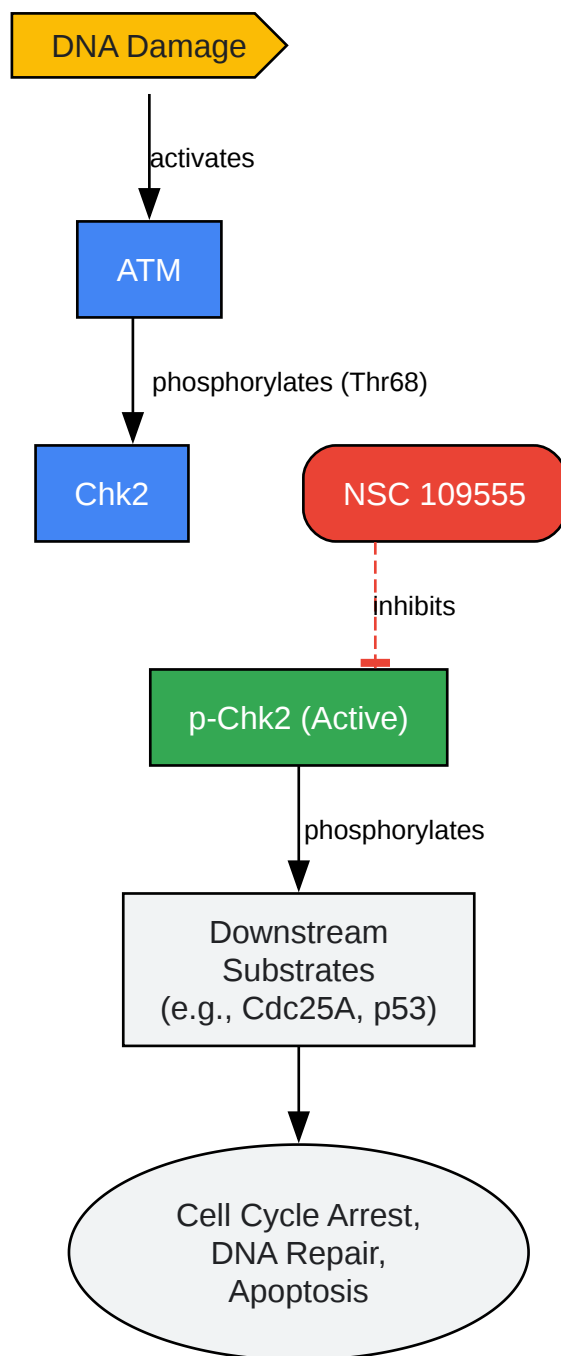 DNA Damage
activates
ATM
phosphorylates (Thr68)
Chk2
NSC 109555
inhibits
p-Chk2 (Active)
phosphorylates
Downstream
Substrates
(e.g., Cdc25A, p53)
Cell Cycle Arrest,
DNA Repair,
Apoptosis